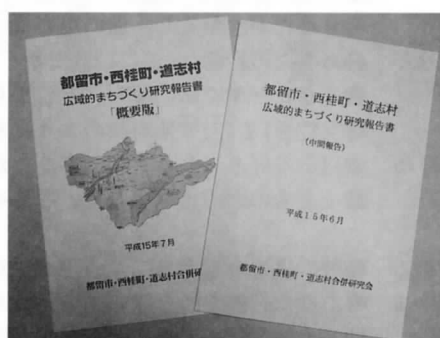 都留市・西桂町・道志村
広域的まちづくり研究報告書
「概要版」
平成15年7月
都留市・西桂町・道志村合併研
都留市・西桂町・道志村
広域的まちづくり研究報告書
(中間報告)
平成15年6月
都留市・西桂町・道志村合併研究会